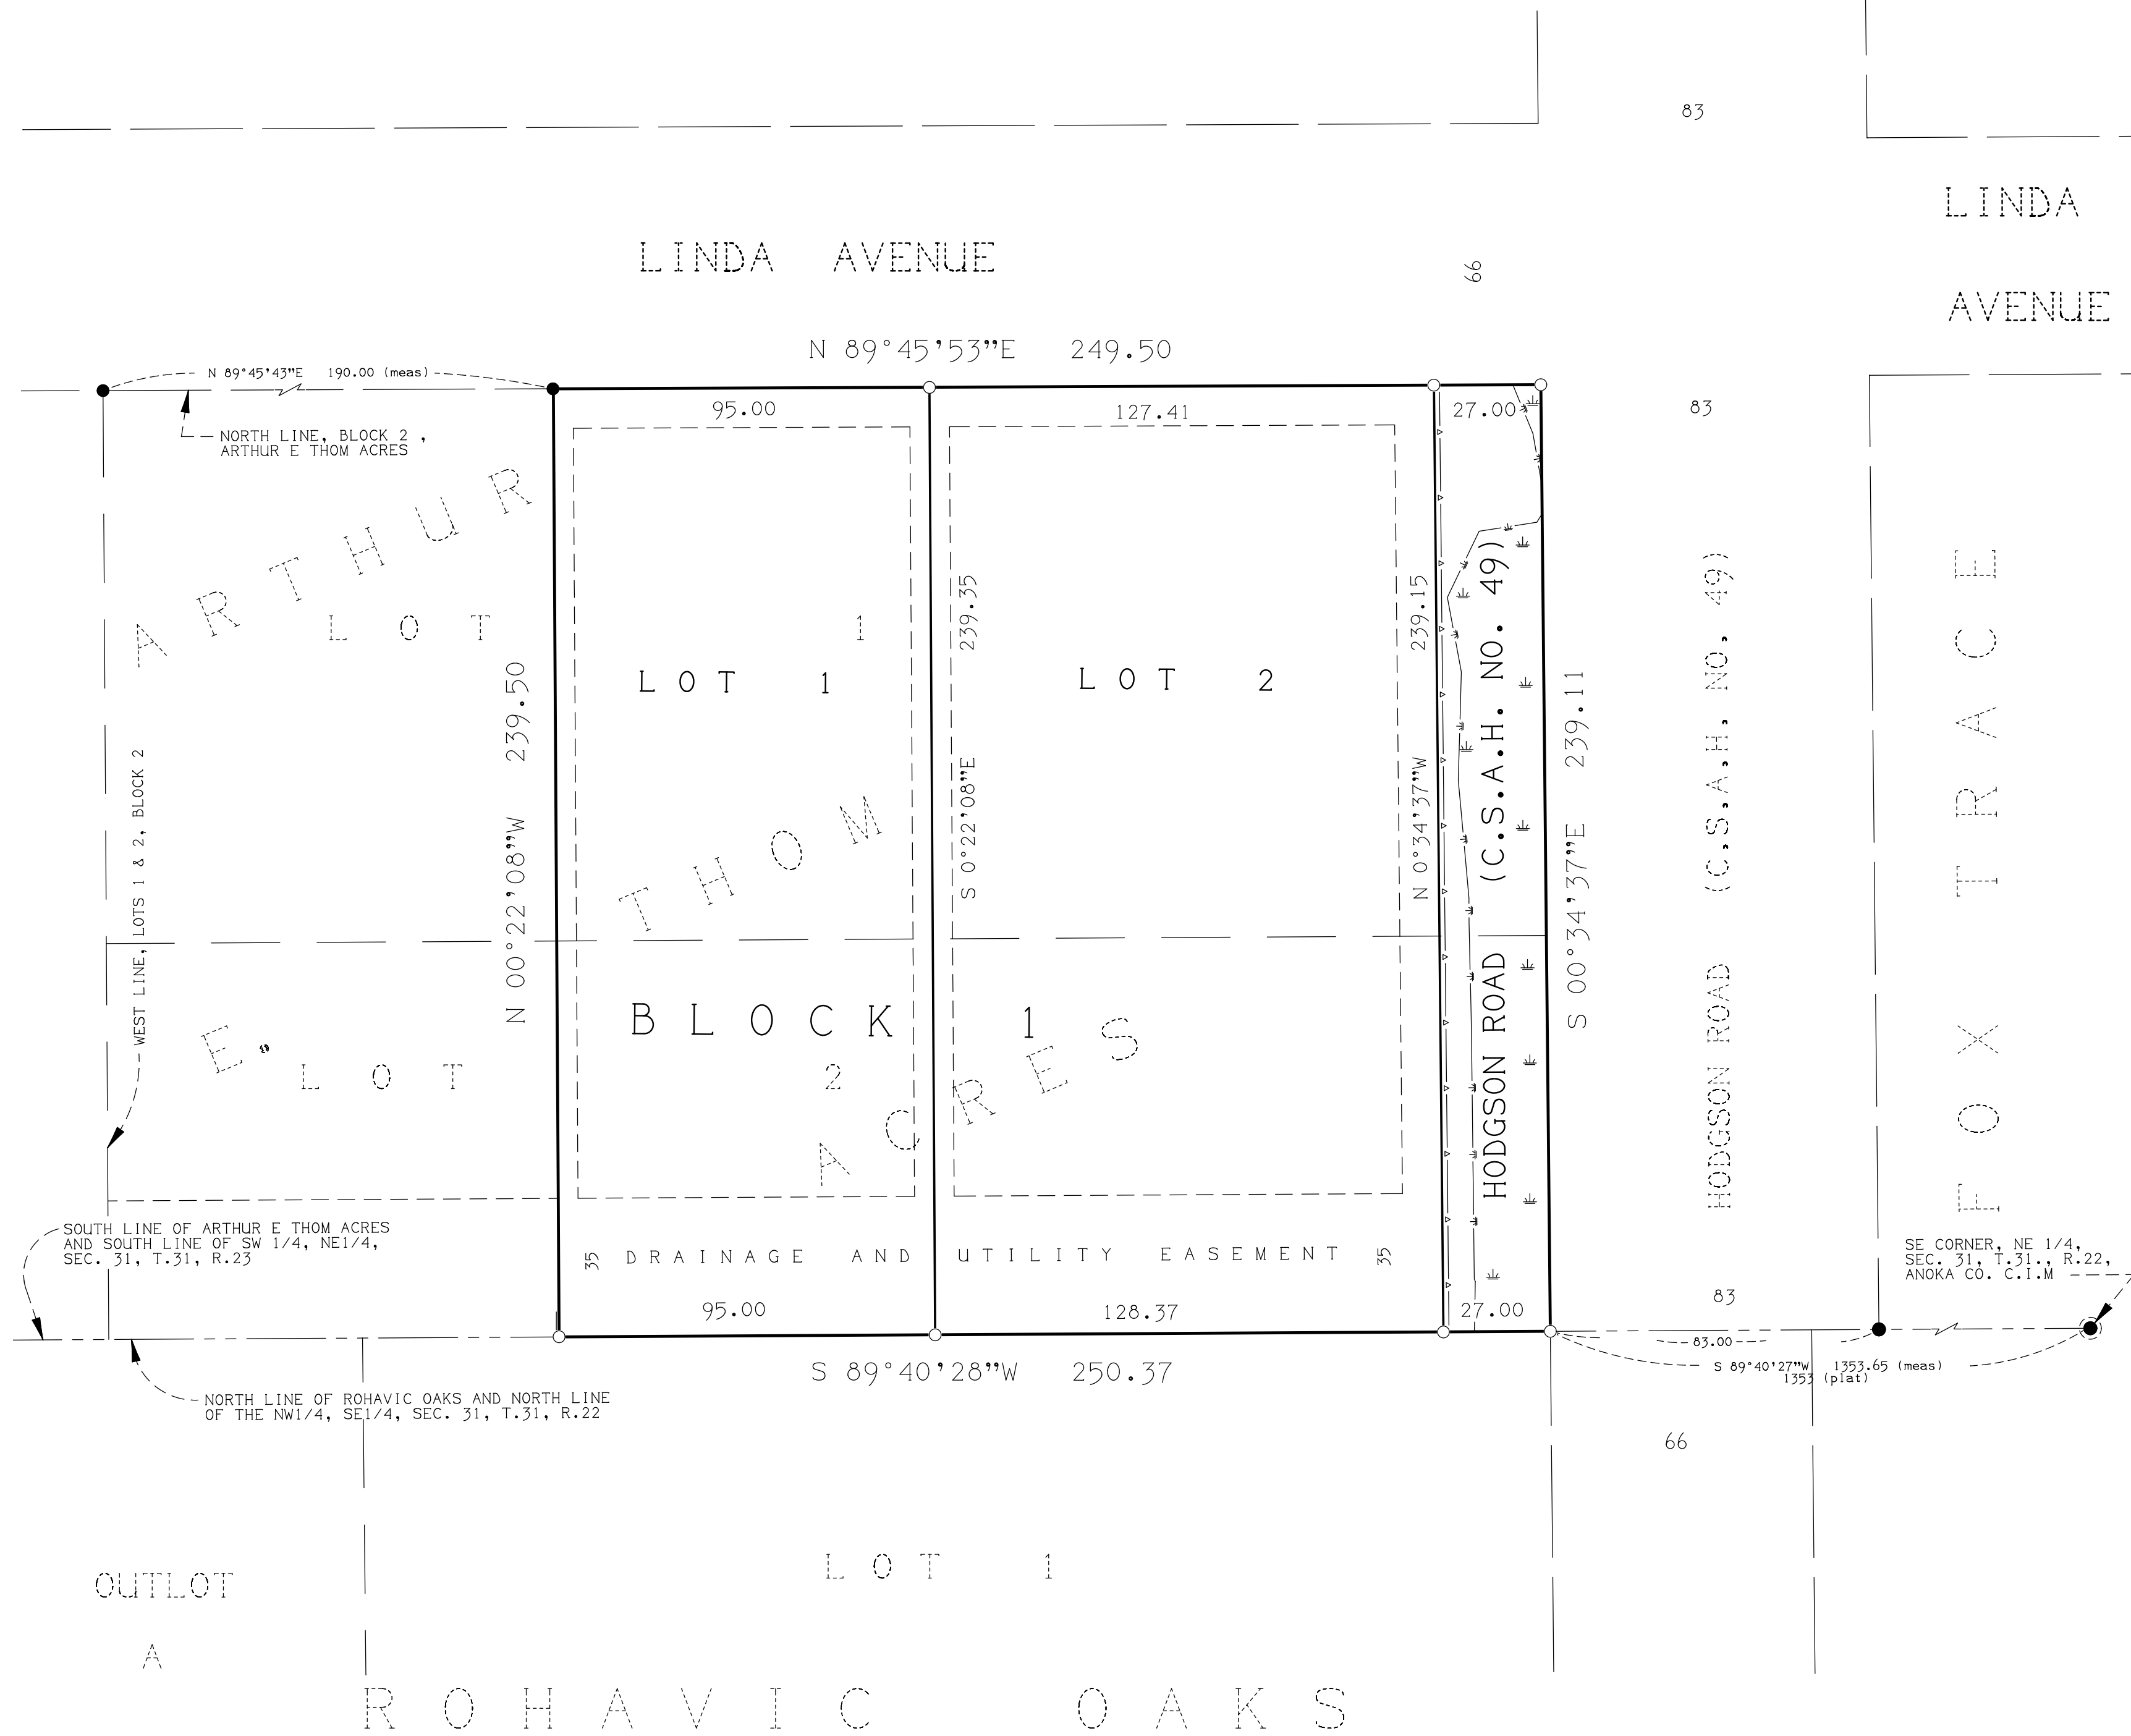 83
LINDA
LINDA AVENUE
66
AVENUE
N 89°45'53"E 249.50
N 89°45'43"E 190.00 (meas)
95.00
127.41
27.00
83
NORTH LINE, BLOCK 2 ,
ARTHUR E THOM ACRES
ARTHUR
LOT 1
LOT 1
LOT 2
239.35
S 0°22'08"E
239.15
N 0°34'37"W
N 00°22'08"W 239.50
S 00°34'37"E 239.11
HODGSON ROAD (C.S.A.H. NO. 49)
HODGSON ROAD (C.S.A.H. NO. 49)
FOX TRACE
WEST LINE, LOTS 1 & 2, BLOCK 2
THOM
E.
LOT 2
BLOCK 1
ACRES
SOUTH LINE OF ARTHUR E THOM ACRES
AND SOUTH LINE OF SW 1/4, NE1/4,
SEC. 31, T.31, R.23
35 DRAINAGE AND UTILITY EASEMENT 35
SE CORNER, NE 1/4,
SEC. 31, T.31., R.22,
ANOKA CO. C.I.M
83
95.00
128.37
27.00
83.00
S 89°40'27"W 1353.65 (meas)
1353 (plat)
S 89°40'28"W 250.37
NORTH LINE OF ROHAVIC OAKS AND NORTH LINE
OF THE NW1/4, SE1/4, SEC. 31, T.31, R.22
66
LOT 1
OUTLOT
A
ROHAVIC OAKS